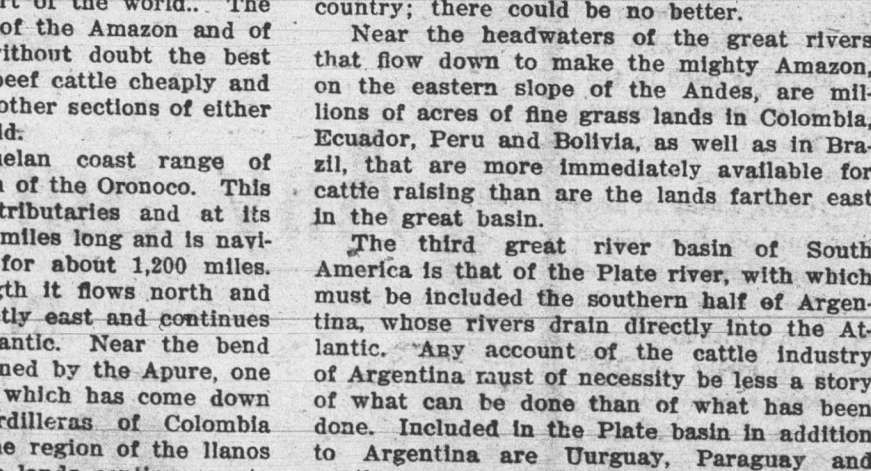 rt of the world.. The
of the Amazon and of
ithout doubt the best
beef cattle cheaply and
other sections of either
ld.
elan coast range of
of the Oronoco. This
tributaries and at its
miles long and is navi-
for about 1,200 miles.
gth it flows north and
tly east and continues
antic. Near the bend
ned by the Apure, one
which has come down
rdilleras of Colombia
e region of the llanos
country; there could be no better.
Near the headwaters of the great rivers
that flow down to make the mighty Amazon,
on the eastern slope of the Andes, are mil-
lions of acres of fine grass lands in Colombia,
Ecuador, Peru and Bolivia, as well as in Bra-
zil, that are more immediately available for
cattle raising than are the lands farther east
in the great basin.
The third great river basin of South
America is that of the Plate river, with which
must be included the southern half of Argen-
tina, whose rivers drain directly into the At-
lantic. Any account of the cattle industry
of Argentina must of necessity be less a story
of what can be done than of what has been
done. Included in the Plate basin in addition
to Argentina are Uurguay, Paraguay and